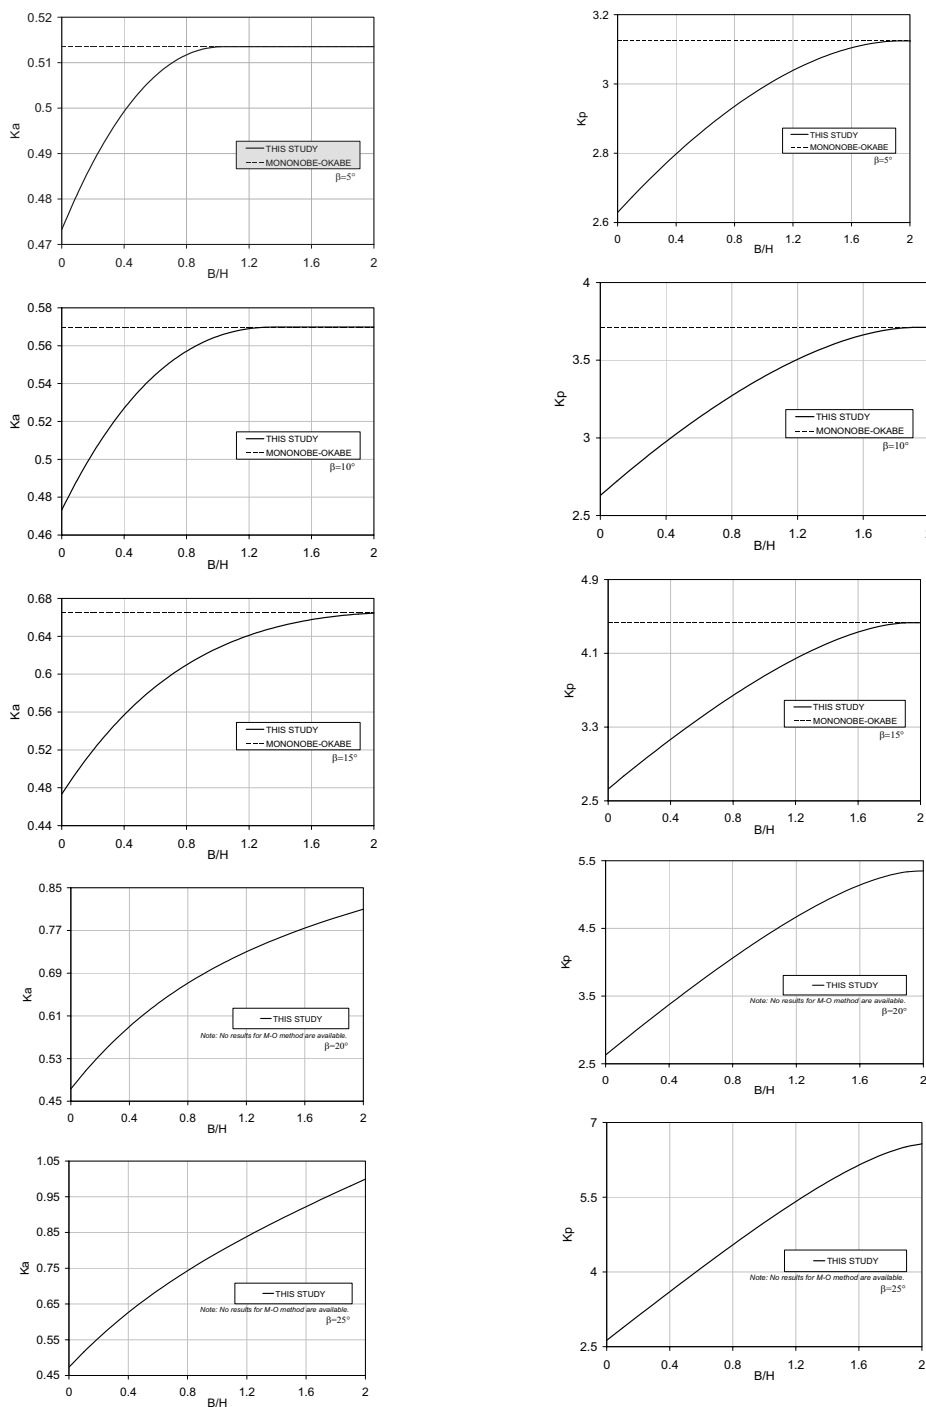 0.52
0.51
0.5
0.49
0.48
0.47
Ka
0 0.4 0.8 1.2 1.6 2
B/H
THIS STUDY
MONONOBE-OKABE
β=5°
3.2
3
2.8
2.6
Kp
0 0.4 0.8 1.2 1.6 2
B/H
THIS STUDY
MONONOBE-OKABE
β=5°
0.58
0.56
0.54
0.52
0.5
0.48
0.46
Ka
0 0.4 0.8 1.2 1.6 2
B/H
THIS STUDY
MONONOBE-OKABE
β=10°
4
3.5
3
2.5
Kp
0 0.4 0.8 1.2 1.6
B/H
THIS STUDY
MONONOBE-OKABE
β=10°
0.68
0.64
0.6
0.56
0.52
0.48
0.44
Ka
0 0.4 0.8 1.2 1.6 2
B/H
THIS STUDY
MONONOBE-OKABE
β=15°
4.9
4.1
3.3
2.5
Kp
0 0.4 0.8 1.2 1.6 2
B/H
THIS STUDY
MONONOBE-OKABE
β=15°
0.85
0.77
0.69
0.61
0.53
0.45
Ka
0 0.4 0.8 1.2 1.6 2
B/H
THIS STUDY
Note: No results for M-O method are available.
β=20°
5.5
4.5
3.5
2.5
Kp
0 0.4 0.8 1.2 1.6 2
B/H
THIS STUDY
Note: No results for M-O method are available.
β=20°
1.05
0.95
0.85
0.75
0.65
0.55
0.45
Ka
0 0.4 0.8 1.2 1.6 2
B/H
THIS STUDY
Note: No results for M-O method are available.
β=25°
7
5.5
4
2.5
Kp
0 0.4 0.8 1.2 1.6 2
B/H
THIS STUDY
Note: No results for M-O method are available.
β=25°